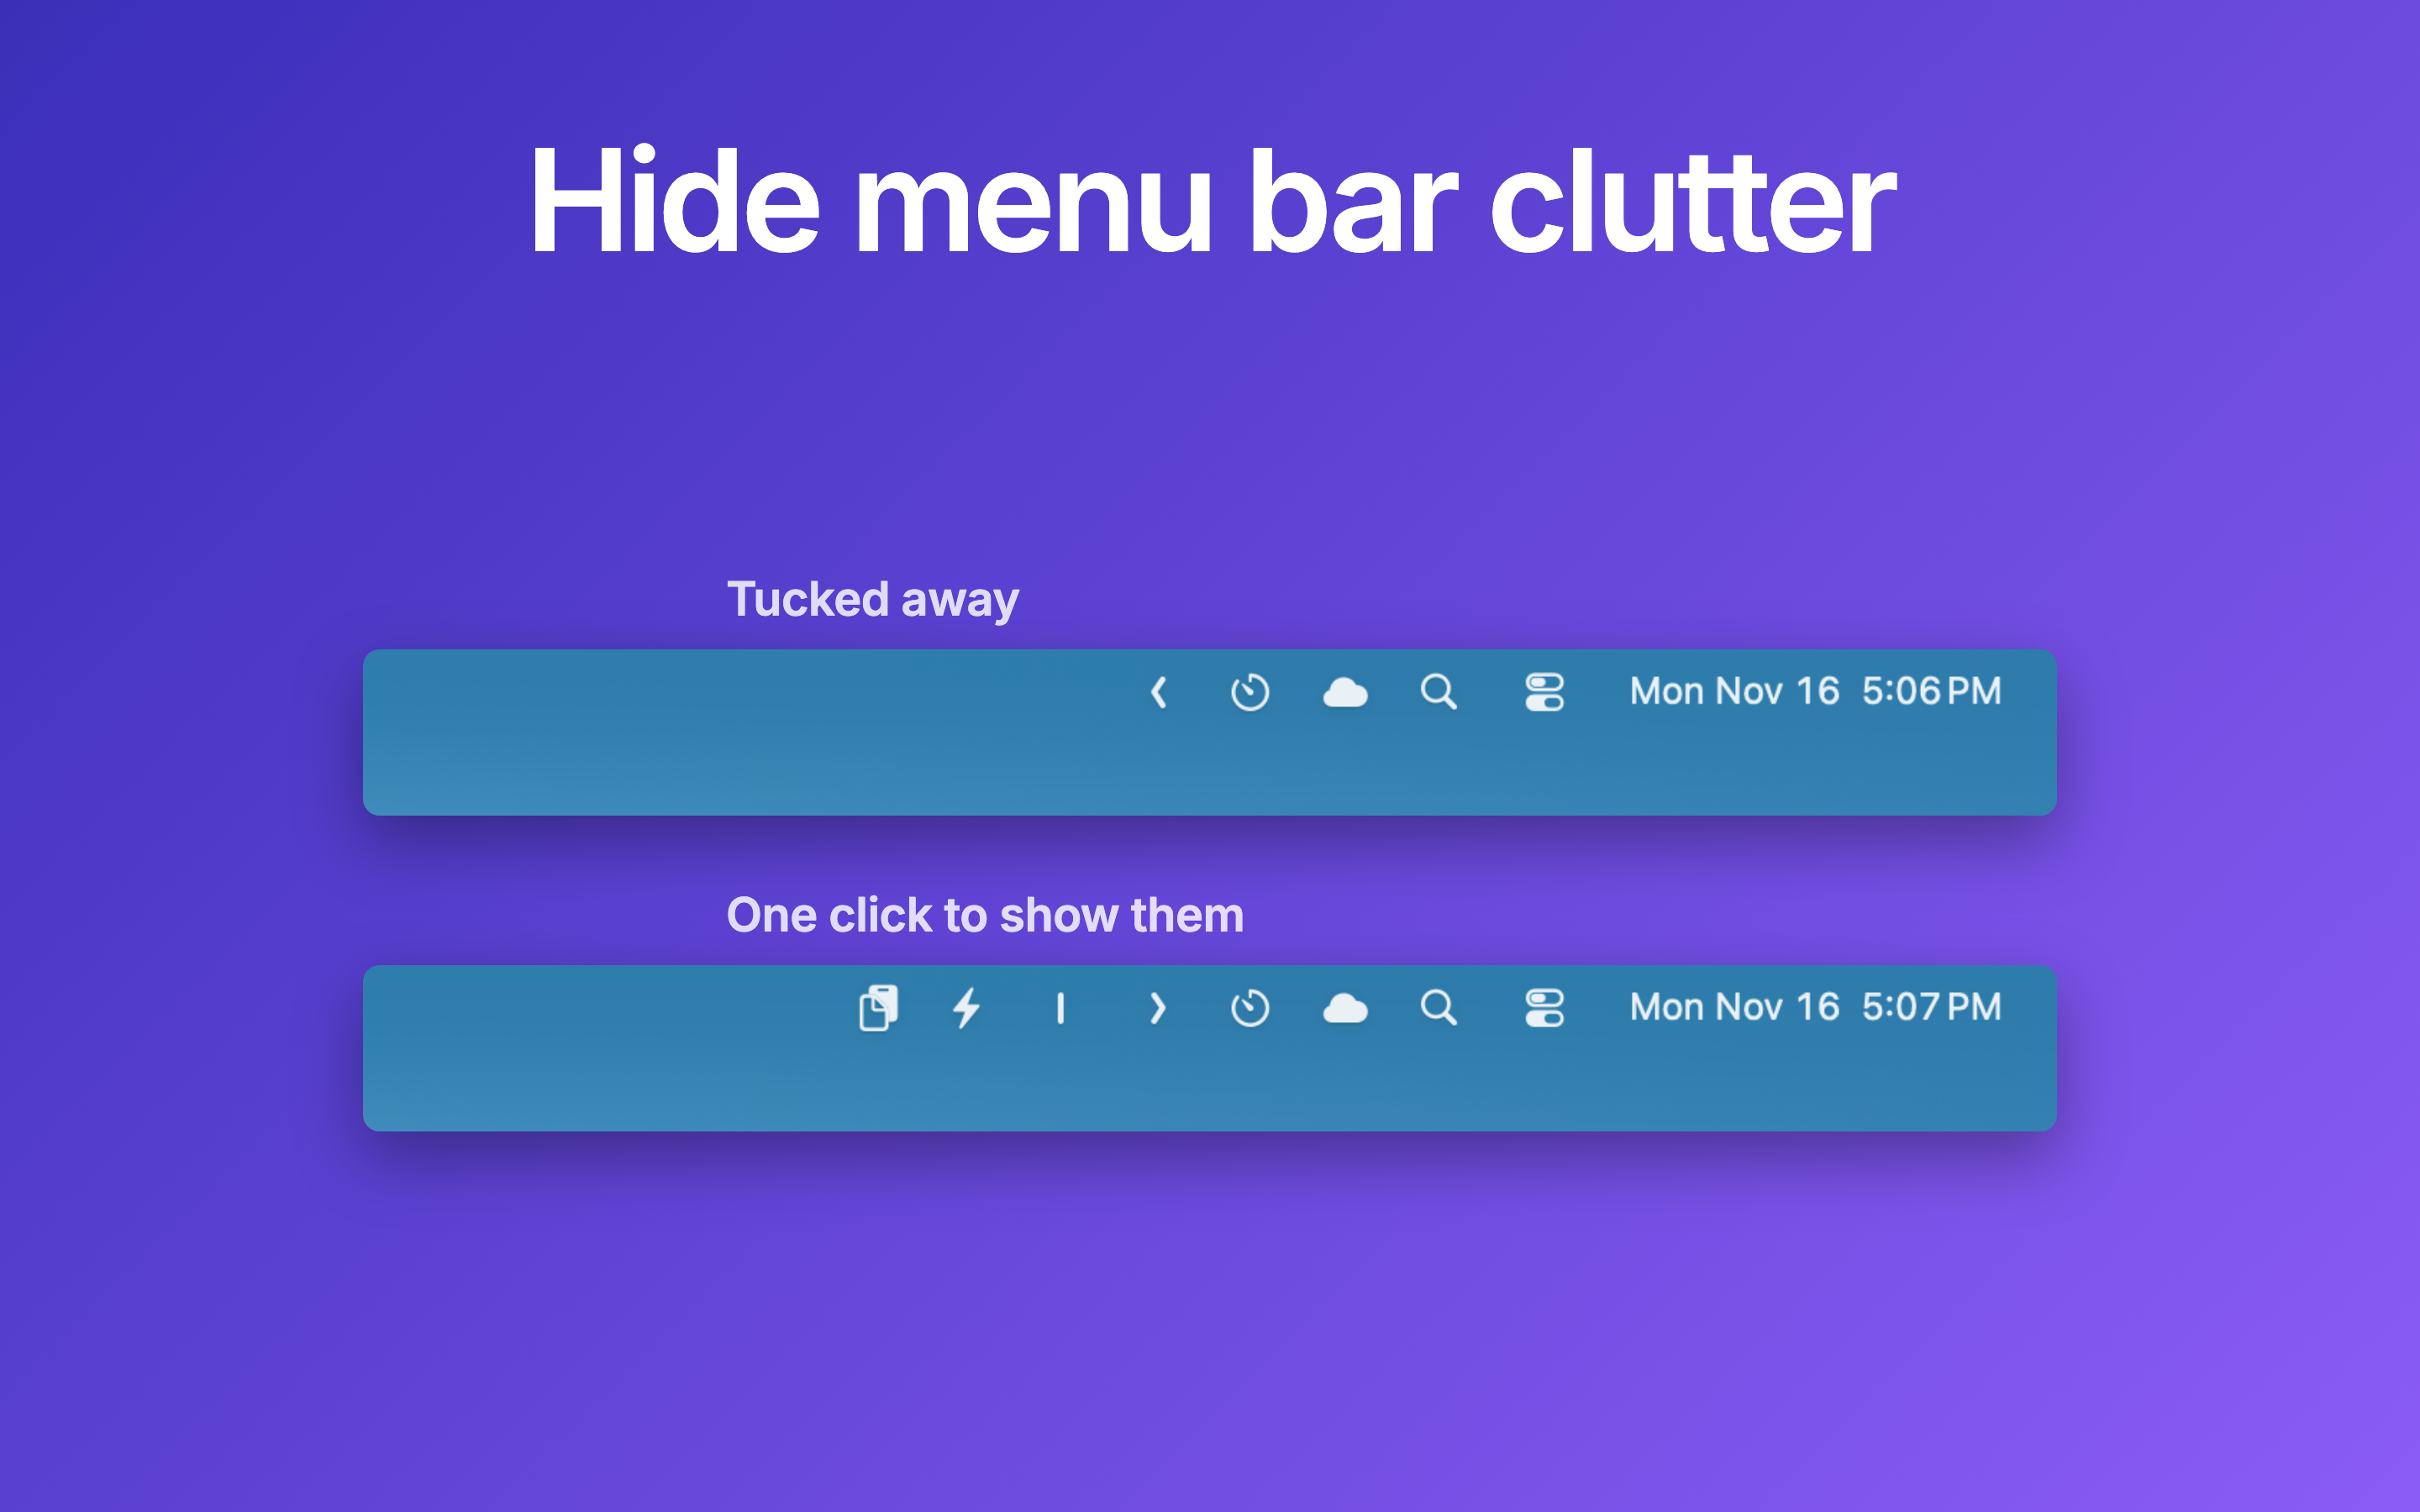 Hide menu bar clutter
Tucked away
Mon Nov 16 5:06 PM
One click to show them
Mon Nov 16 5:07 PM